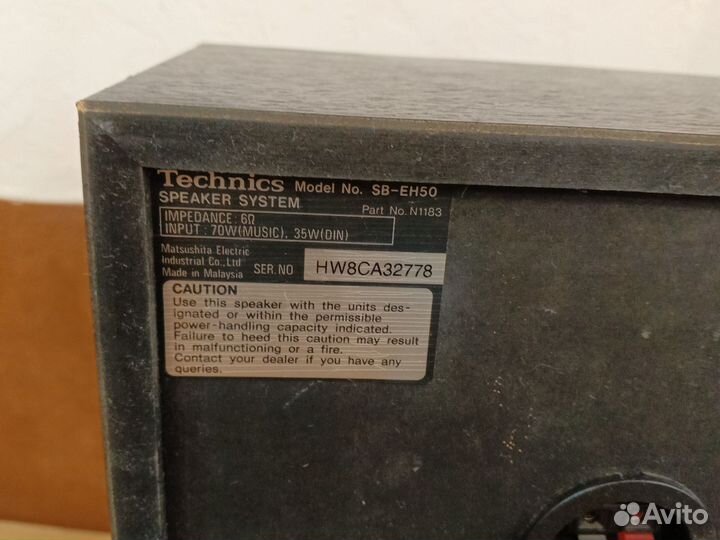 Technics Model No. SB-EH50
SPEAKER SYSTEM Part No. N1183
IMPEDANCE: 6Ω
INPUT : 70W(MUSIC), 35W(DIN)
Matsushita Electric
Industrial Co., Ltd
Made in Malaysia SER. NO HW8CA32778
CAUTION
Use this speaker with the units des-
ignated or within the permissible
power-handling capacity indicated.
Failure to heed this caution may result
in malfunctioning or a fire.
Contact your dealer if you have any
queries.
Avito